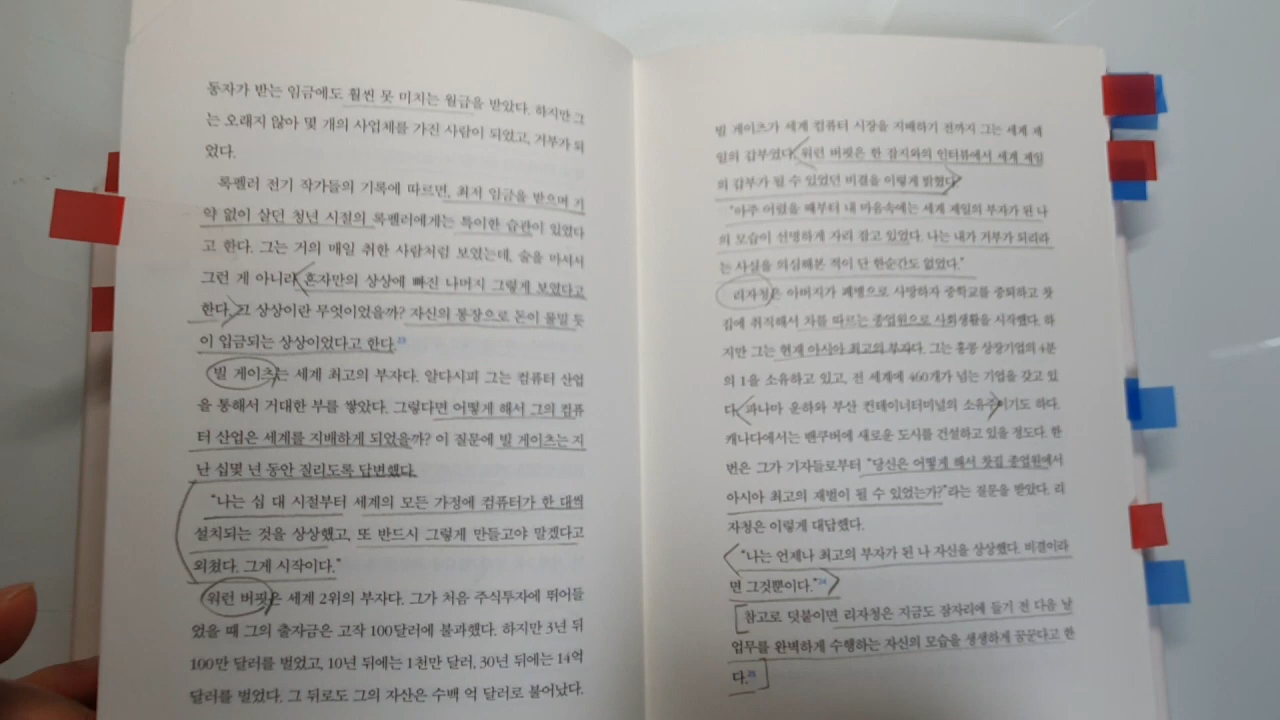 동자가 받는 임금에도 훨씬 못 미치는 월급을 받았다. 하지만 그
는 오래지 않아 몇 개의 사업체를 가진 사람이 되었고, 거부가 되
었다.
록펠러 전기 작가들의 기록에 따르면, 최저 임금을 받으며 기
약 없이 살던 청년 시절의 록펠러에게는 특이한 습관이 있었다
고 한다. 그는 거의 매일 취한 사람처럼 보였는데, 술을 마셔서
그런 게 아니라 혼자만의 상상에 빠진 나머지 그렇게 보였다고
한다. 그 상상이란 무엇이었을까? 자신의 통장으로 돈이 물밀 듯
이 입금되는 상상이었다고 한다.23
빌 게이츠는 세계 최고의 부자다. 알다시피 그는 컴퓨터 산업
을 통해서 거대한 부를 쌓았다. 그렇다면 어떻게 해서 그의 컴퓨
터 산업은 세계를 지배하게 되었을까? 이 질문에 빌 게이츠는 지
난 십몇 년 동안 질리도록 답변했다.
"나는 십 대 시절부터 세계의 모든 가정에 컴퓨터가 한 대씩
설치되는 것을 상상했고, 또 반드시 그렇게 만들고야 말겠다고
외쳤다. 그게 시작이다."
워런 버핏은 세계 2위의 부자다. 그가 처음 주식투자에 뛰어들
었을 때 그의 출자금은 고작 100달러에 불과했다. 하지만 3년 뒤
100만 달러를 벌었고, 10년 뒤에는 1천만 달러, 30년 뒤에는 14억
달러를 벌었다. 그 뒤로도 그의 자산은 수백 억 달러로 불어났다.
빌 게이츠가 세계 컴퓨터 시장을 지배하기 전까지 그는 세계 제
일의 갑부였다. 워런 버핏은 한 잡지와의 인터뷰에서 세계 제일
의 갑부가 될 수 있었던 비결을 이렇게 밝혔다.
"아주 어렸을 때부터 내 마음속에는 세계 제일의 부자가 된 나
의 모습이 선명하게 자리 잡고 있었다. 나는 내가 거부가 되리라
는 사실을 의심해본 적이 단 한순간도 없었다."
리자청은 아버지가 폐병으로 사망하자 중학교를 중퇴하고 찻
집에 취직해서 차를 따르는 종업원으로 사회생활을 시작했다. 하
지만 그는 현재 아시아 최고의 부자다. 그는 홍콩 상장기업의 4분
의 1을 소유하고 있고, 전 세계에 460개가 넘는 기업을 갖고 있
다. 파나마 운하와 부산 컨테이너터미널의 소유주이기도 하다.
캐나다에서는 밴쿠버에 새로운 도시를 건설하고 있을 정도다. 한
번은 그가 기자들로부터 "당신은 어떻게 해서 찻집 종업원에서
아시아 최고의 재벌이 될 수 있었는가?"라는 질문을 받았다. 리
자청은 이렇게 대답했다.
"나는 언제나 최고의 부자가 된 나 자신을 상상했다. 비결이라
면 그것뿐이다."24
참고로 덧붙이면 리자청은 지금도 잠자리에 들기 전 다음 날
업무를 완벽하게 수행하는 자신의 모습을 생생하게 꿈꾼다고 한
다.25